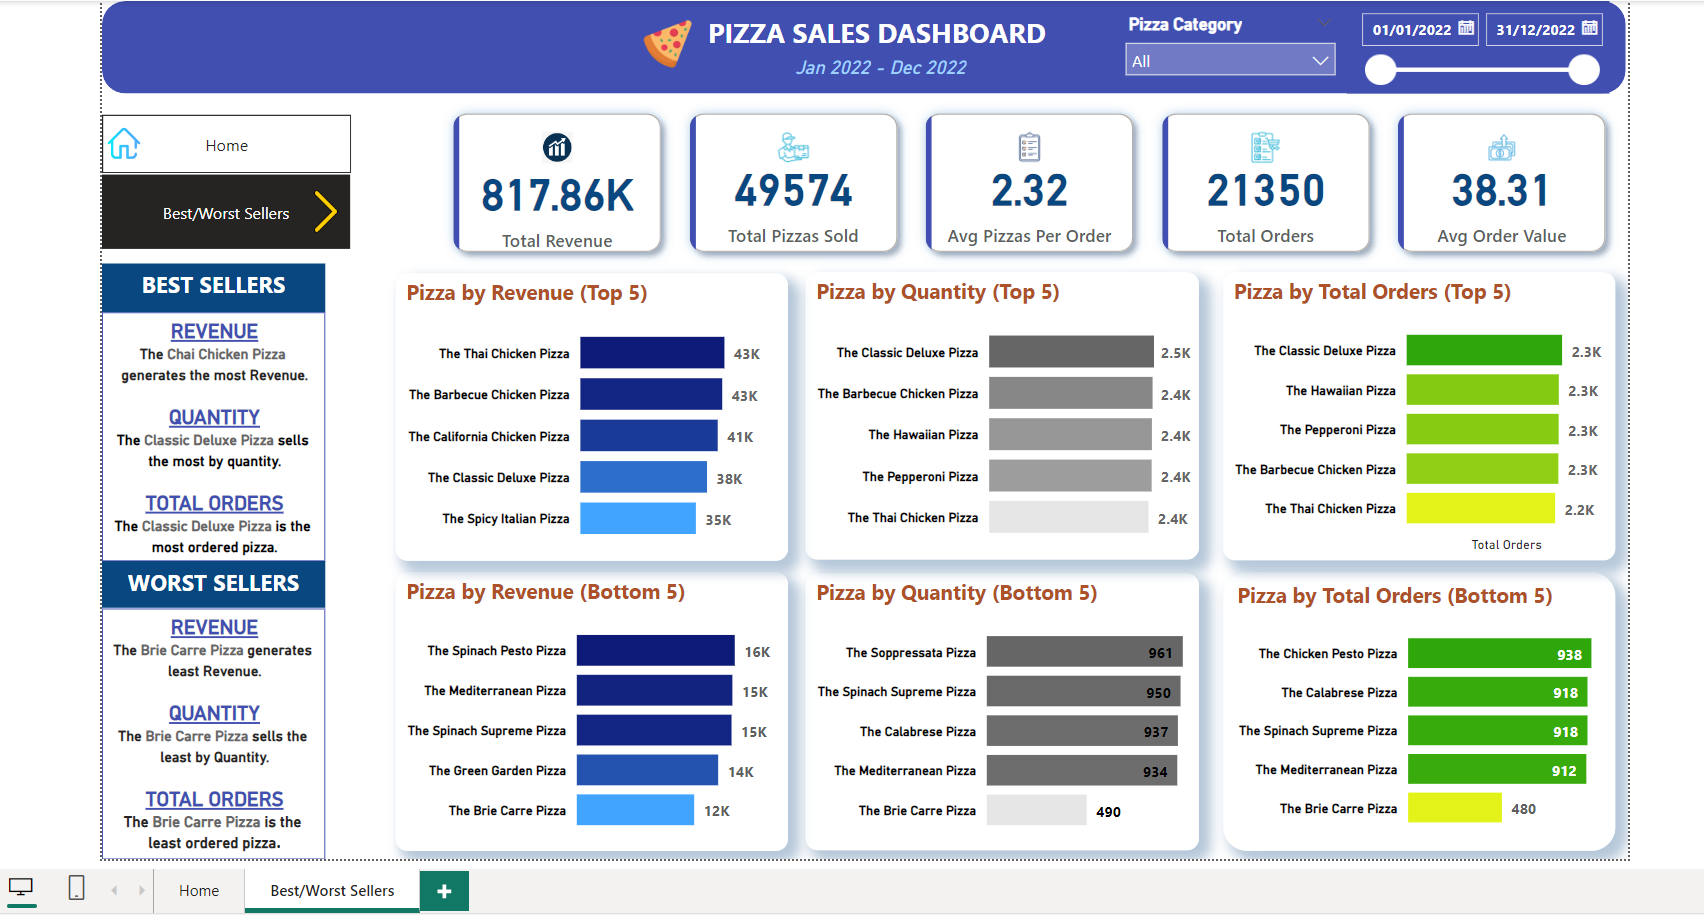 PIZZA SALES DASHBOARD
Jan 2022 - Dec 2022
Pizza Category
All
01/01/2022
31/12/2022
Home
Best/Worst Sellers
817.86K
Total Revenue
49574
Total Pizzas Sold
2.32
Avg Pizzas Per Order
21350
Total Orders
38.31
Avg Order Value
BEST SELLERS
REVENUE
The Chai Chicken Pizza
generates the most Revenue.
QUANTITY
The Classic Deluxe Pizza sells
the most by quantity.
TOTAL ORDERS
The Classic Deluxe Pizza is the
most ordered pizza.
WORST SELLERS
REVENUE
The Brie Carre Pizza generates
least Revenue.
QUANTITY
The Brie Carre Pizza sells the
least by Quantity.
TOTAL ORDERS
The Brie Carre Pizza is the
least ordered pizza.
Pizza by Revenue (Top 5)
The Thai Chicken Pizza 43K
The Barbecue Chicken Pizza 43K
The California Chicken Pizza 41K
The Classic Deluxe Pizza 38K
The Spicy Italian Pizza 35K
Pizza by Quantity (Top 5)
The Classic Deluxe Pizza 2.5K
The Barbecue Chicken Pizza 2.4K
The Hawaiian Pizza 2.4K
The Pepperoni Pizza 2.4K
The Thai Chicken Pizza 2.4K
Pizza by Total Orders (Top 5)
The Classic Deluxe Pizza 2.3K
The Hawaiian Pizza 2.3K
The Pepperoni Pizza 2.3K
The Barbecue Chicken Pizza 2.3K
The Thai Chicken Pizza 2.2K
Total Orders
Pizza by Revenue (Bottom 5)
The Spinach Pesto Pizza 16K
The Mediterranean Pizza 15K
The Spinach Supreme Pizza 15K
The Green Garden Pizza 14K
The Brie Carre Pizza 12K
Pizza by Quantity (Bottom 5)
The Soppressata Pizza 961
The Spinach Supreme Pizza 950
The Calabrese Pizza 937
The Mediterranean Pizza 934
The Brie Carre Pizza 490
Pizza by Total Orders (Bottom 5)
The Chicken Pesto Pizza 938
The Calabrese Pizza 918
The Spinach Supreme Pizza 918
The Mediterranean Pizza 912
The Brie Carre Pizza 480
Home
Best/Worst Sellers